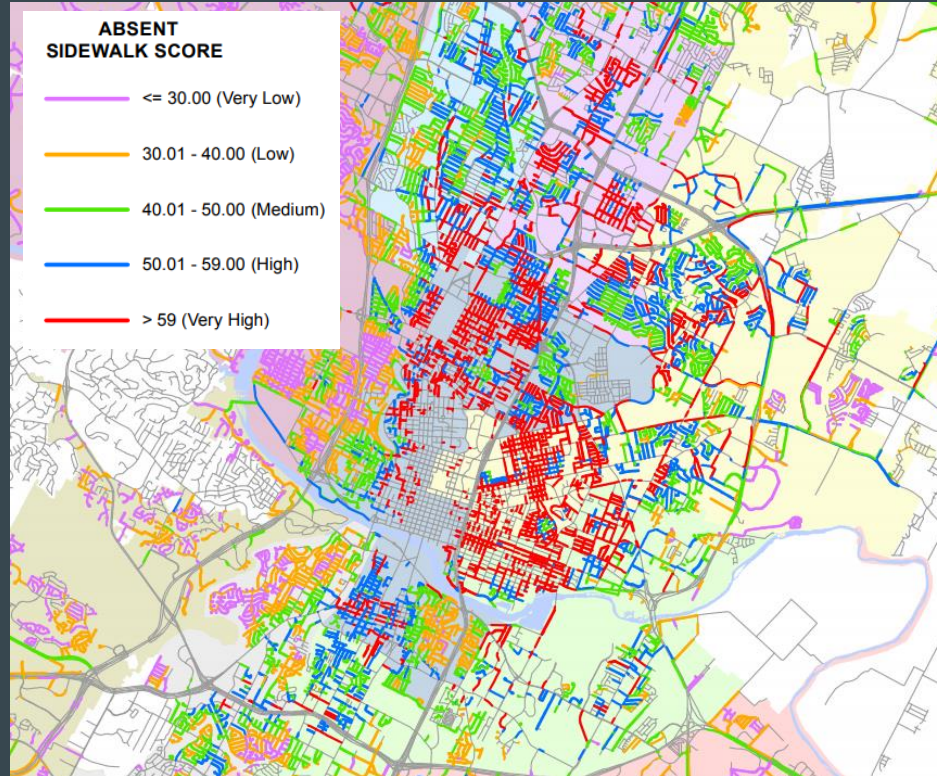 ABSENT
SIDEWALK SCORE
<= 30.00 (Very Low)
30.01 - 40.00 (Low)
40.01 - 50.00 (Medium)
50.01 - 59.00 (High)
> 59 (Very High)